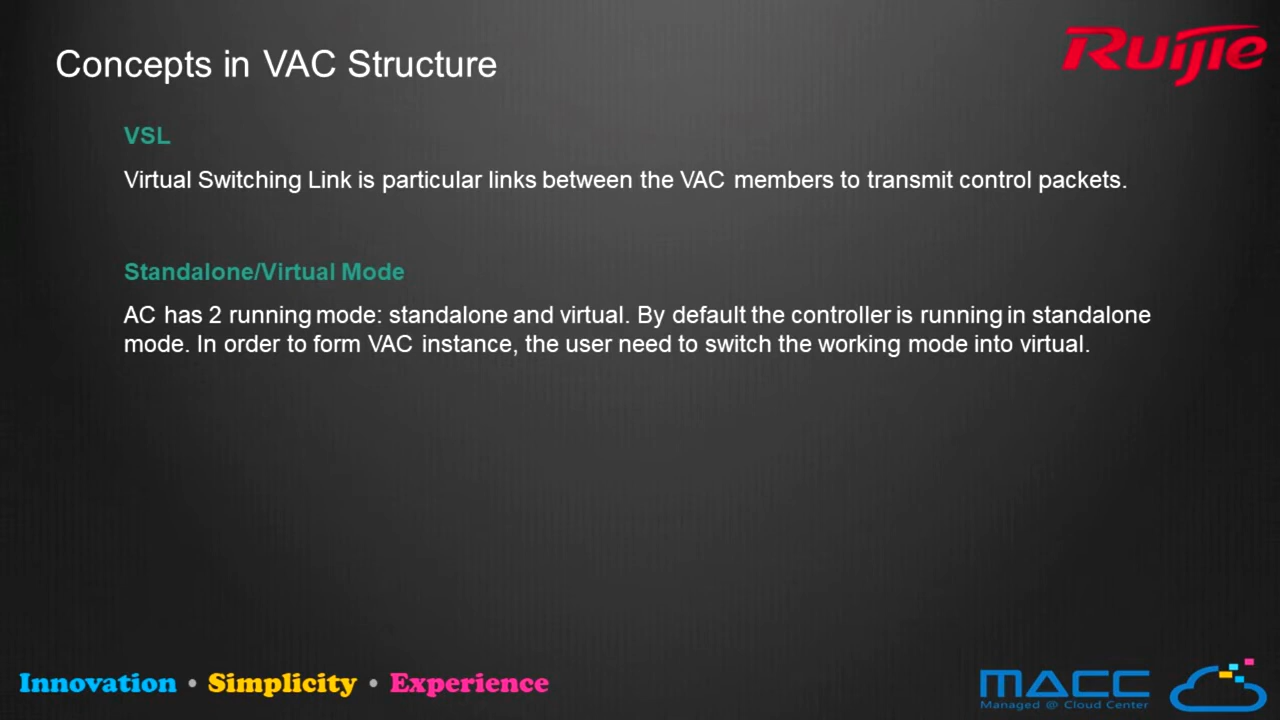 Concepts in VAC Structure
RUIJIE
VSL
Virtual Switching Link is particular links between the VAC members to transmit control packets.
Standalone/Virtual Mode
AC has 2 running mode: standalone and virtual. By default the controller is running in standalone
mode. In order to form VAC instance, the user need to switch the working mode into virtual.
Innovation • Simplicity • Experience
MACC
Managed @ Cloud Center